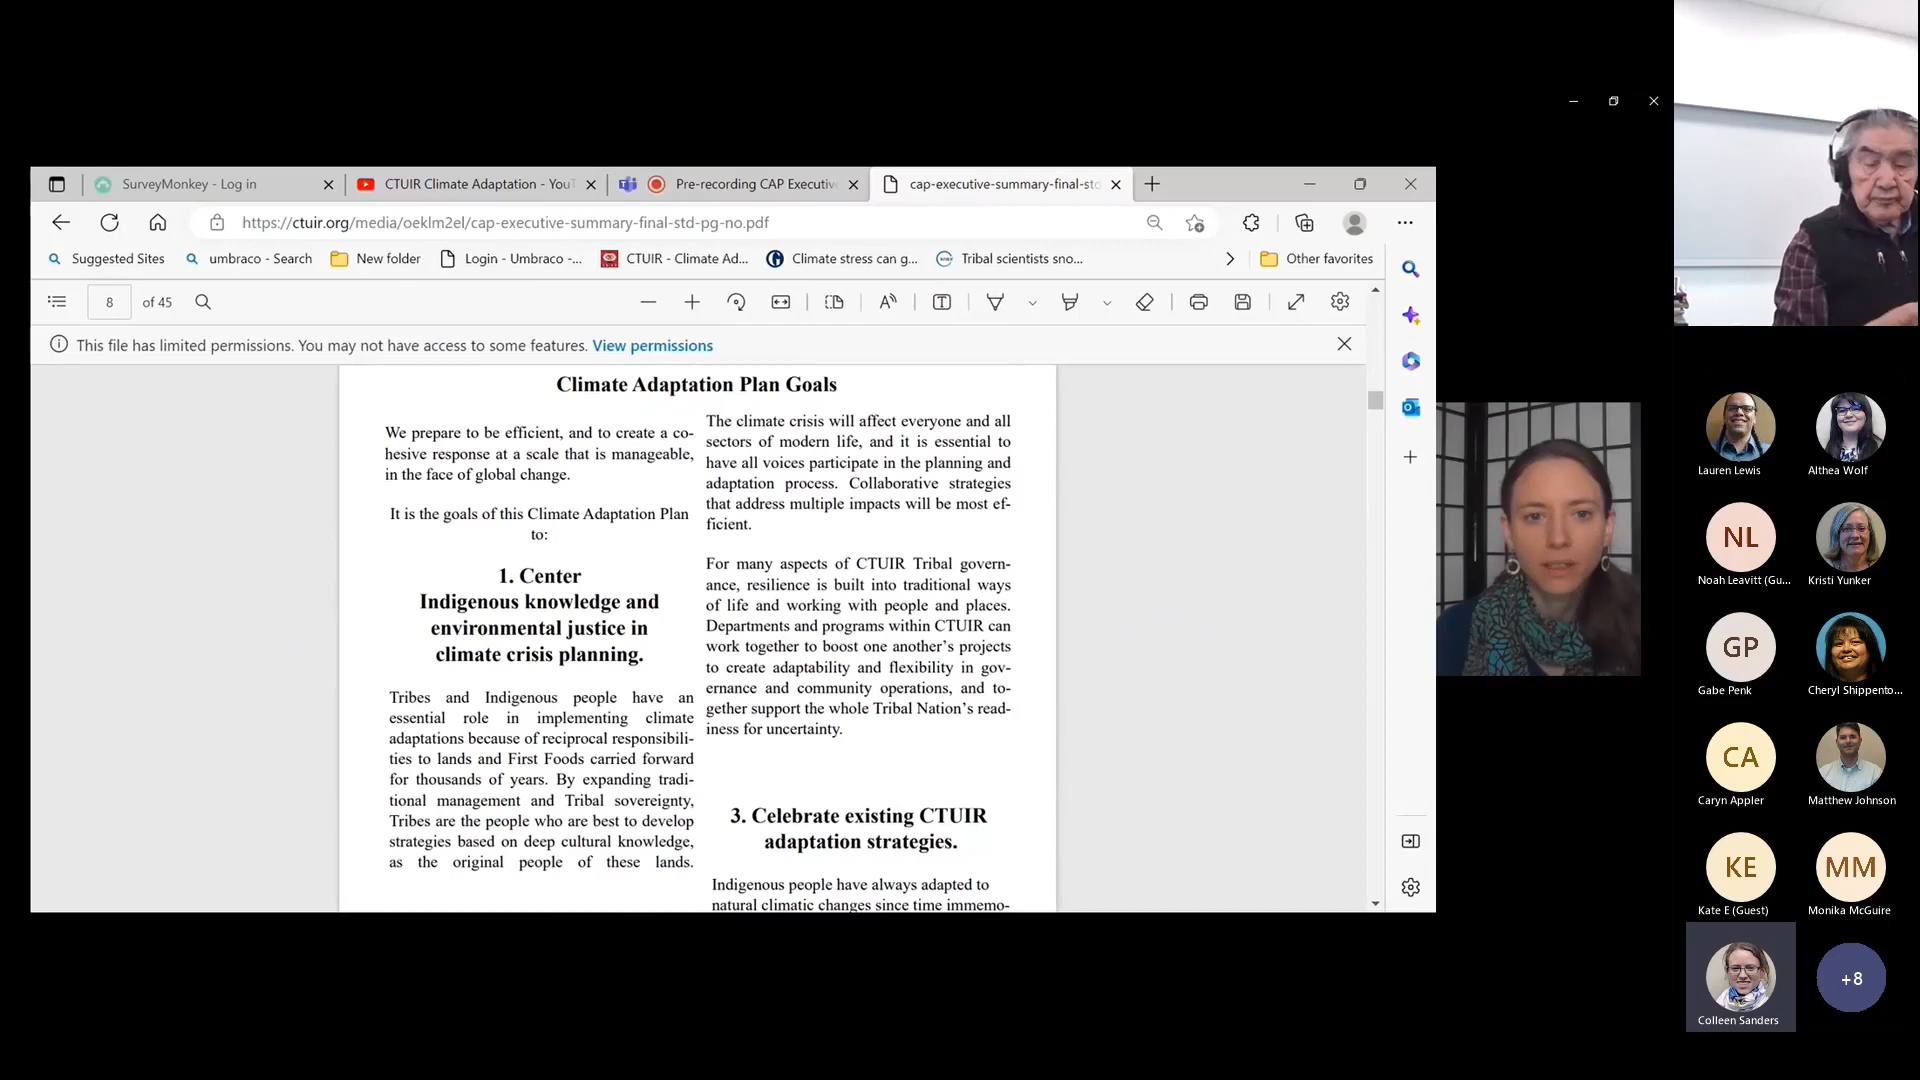 SurveyMonkey - Log in
CTUIR Climate Adaptation - YouT
Pre-recording CAP Executiv
cap-executive-summary-final-std
https://ctuir.org/media/oeklm2el/cap-executive-summary-final-std-pg-no.pdf
Suggested Sites
umbraco - Search
New folder
Login - Umbraco -...
CTUIR - Climate Ad...
Climate stress can g...
Tribal scientists sno...
Other favorites
8 of 45
This file has limited permissions. You may not have access to some features. View permissions
Climate Adaptation Plan Goals
We prepare to be efficient, and to create a co-
hesive response at a scale that is manageable,
in the face of global change.
It is the goals of this Climate Adaptation Plan
to:
1. Center
Indigenous knowledge and
environmental justice in
climate crisis planning.
Tribes and Indigenous people have an
essential role in implementing climate
adaptations because of reciprocal responsibili-
ties to lands and First Foods carried forward
for thousands of years. By expanding tradi-
tional management and Tribal sovereignty,
Tribes are the people who are best to develop
strategies based on deep cultural knowledge,
as the original people of these lands.
The climate crisis will affect everyone and all
sectors of modern life, and it is essential to
have all voices participate in the planning and
adaptation process. Collaborative strategies
that address multiple impacts will be most ef-
ficient.
For many aspects of CTUIR Tribal govern-
ance, resilience is built into traditional ways
of life and working with people and places.
Departments and programs within CTUIR can
work together to boost one another's projects
to create adaptability and flexibility in gov-
ernance and community operations, and to-
gether support the whole Tribal Nation's read-
iness for uncertainty.
3. Celebrate existing CTUIR
adaptation strategies.
Indigenous people have always adapted to
natural climatic changes since time immemo-
Lauren Lewis
Althea Wolf
NL
Noah Leavitt (Gu...
Kristi Yunker
GP
Gabe Penk
Cheryl Shippento...
CA
Caryn Appler
Matthew Johnson
KE
Kate E (Guest)
MM
Monika McGuire
Colleen Sanders
+8